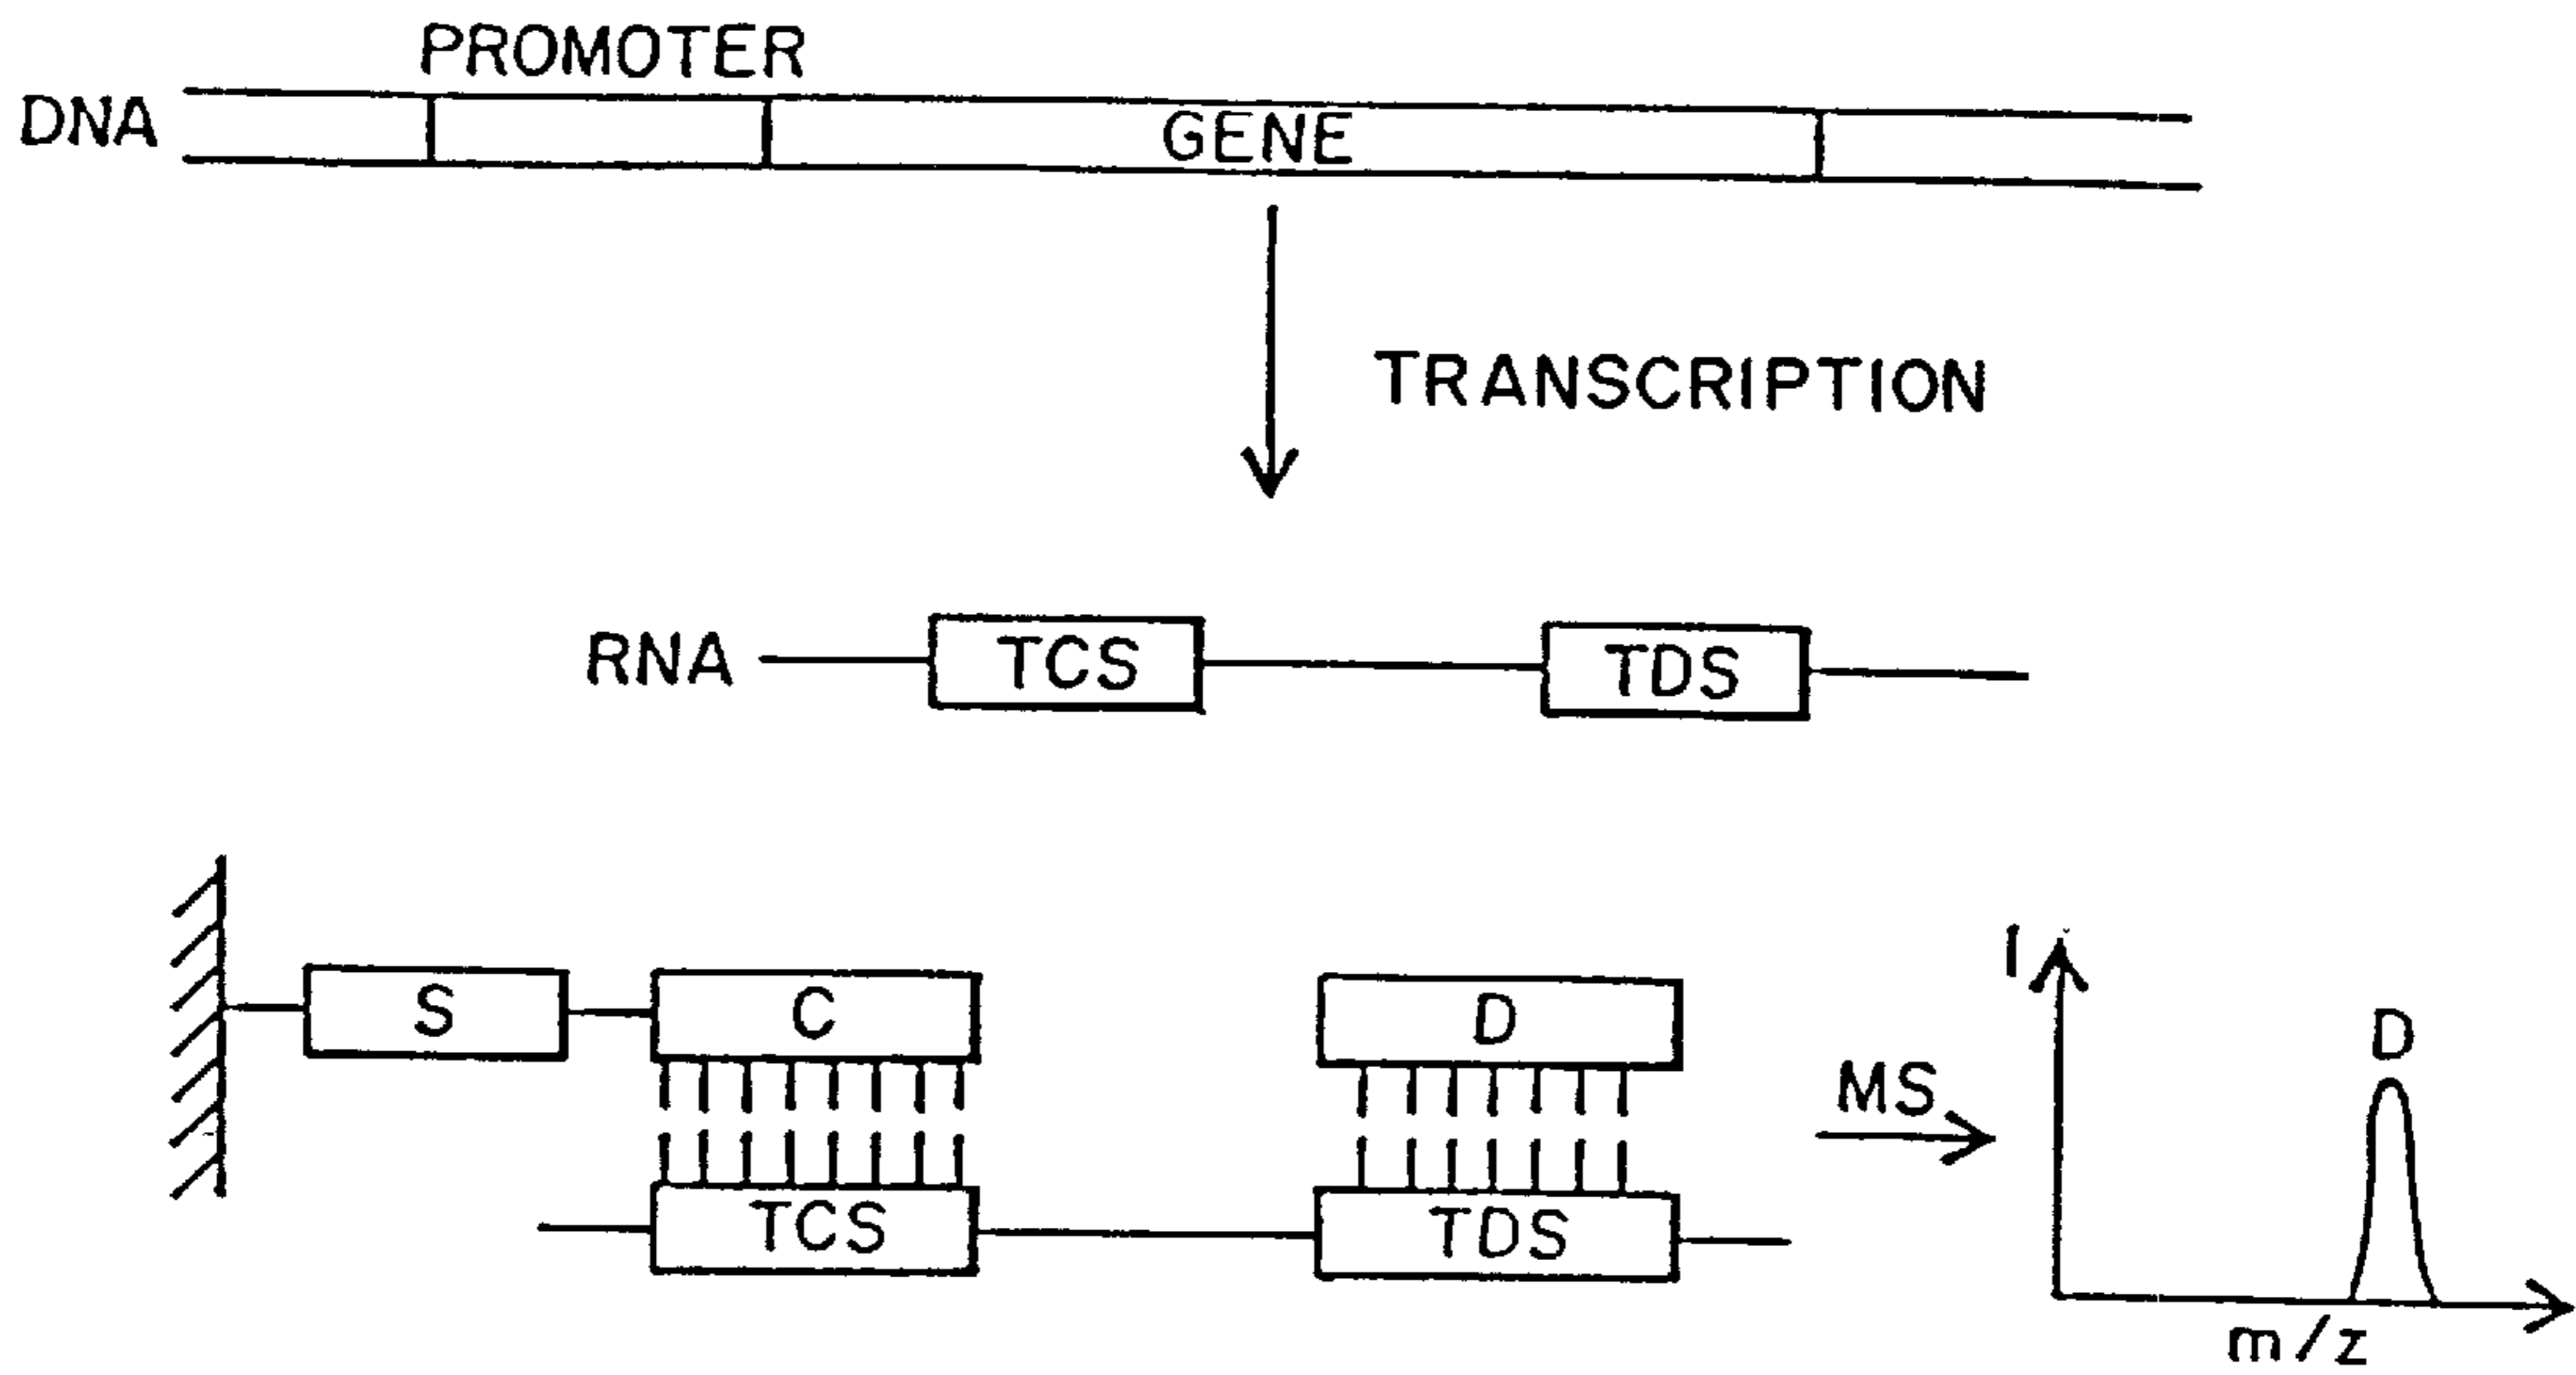 PROMOTER
DNA
GENE
TRANSCRIPTION
RNA
TCS
TDS
S
C
D
TCS
TDS
MS
I
D
m/z